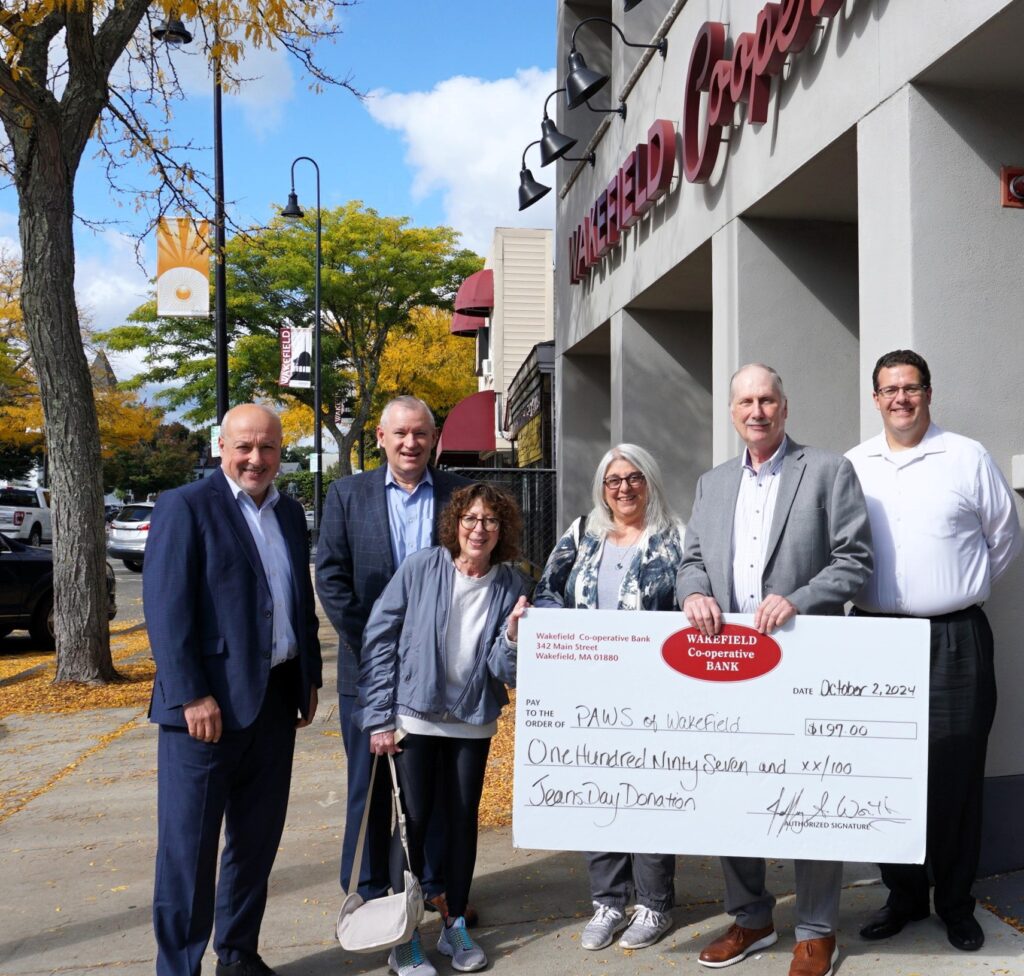 WAKEFIELD Cooper
WAKEFIELD
Wakefield Co-operative Bank
342 Main Street
Wakefield, MA 01880
WAKEFIELD
Co-operative
BANK
DATE October 2, 2024
PAY
TO THE
ORDER OF PAWS of Wakefield
$197.00
One Hundred Ninty Seven and xx/100
Jeans Day Donation
AUTHORIZED SIGNATURE